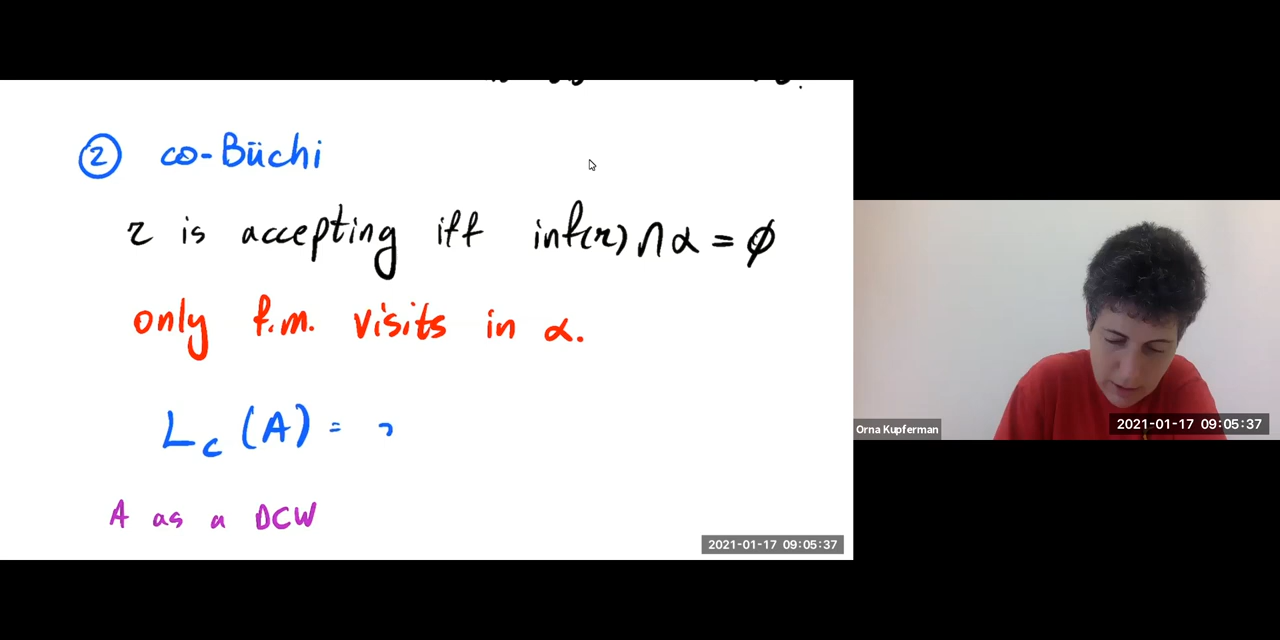 ② co-Büchi
r is accepting iff inf(r) ∩ α = ∅
only f.m. visits in α.
L_c (A) =
A as a DCW
Orna Kupferman
2021-01-17 09:05:37
2021-01-17 09:05:37